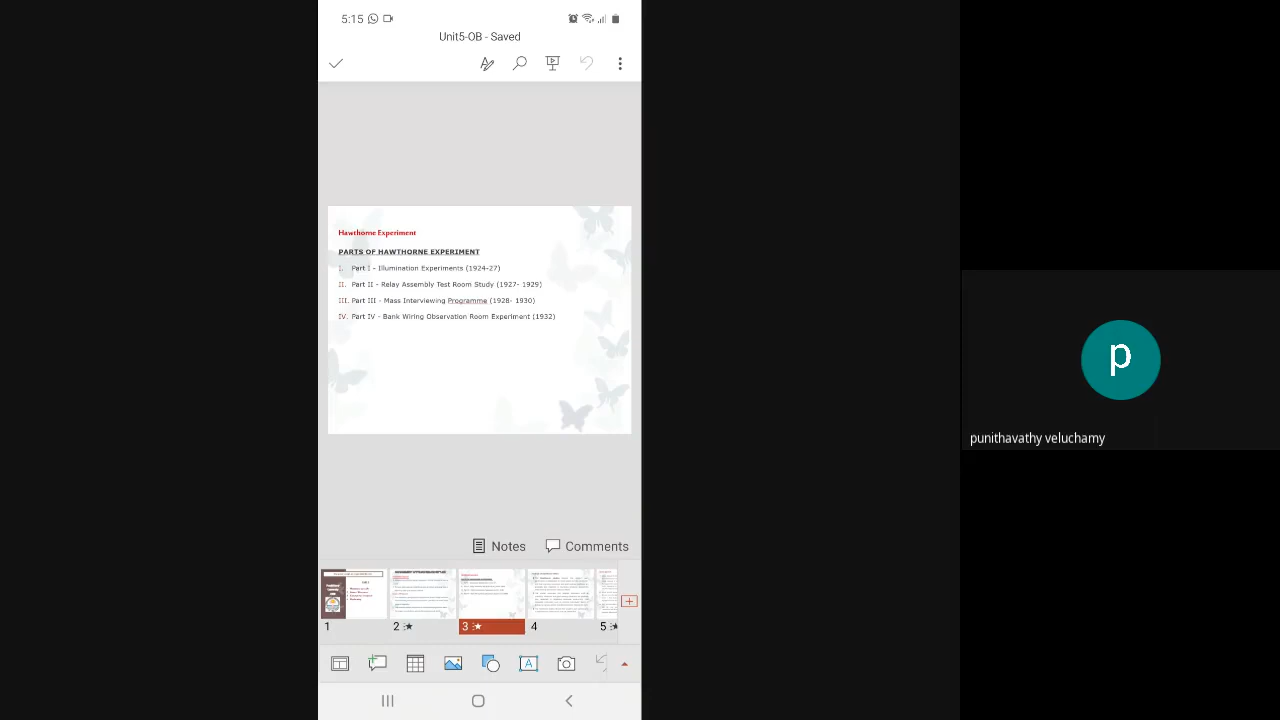 5:15
Unit5-OB - Saved
Hawthorne Experiment
PARTS OF HAWTHORNE EXPERIMENT
I. Part I - Illumination Experiments (1924-27)
II. Part II - Relay Assembly Test Room Study (1927- 1929)
III. Part III - Mass Interviewing Programme (1928- 1930)
IV. Part IV - Bank Wiring Observation Room Experiment (1932)
p
punithavathy veluchamy
Notes Comments
1 2 3 4 5
A